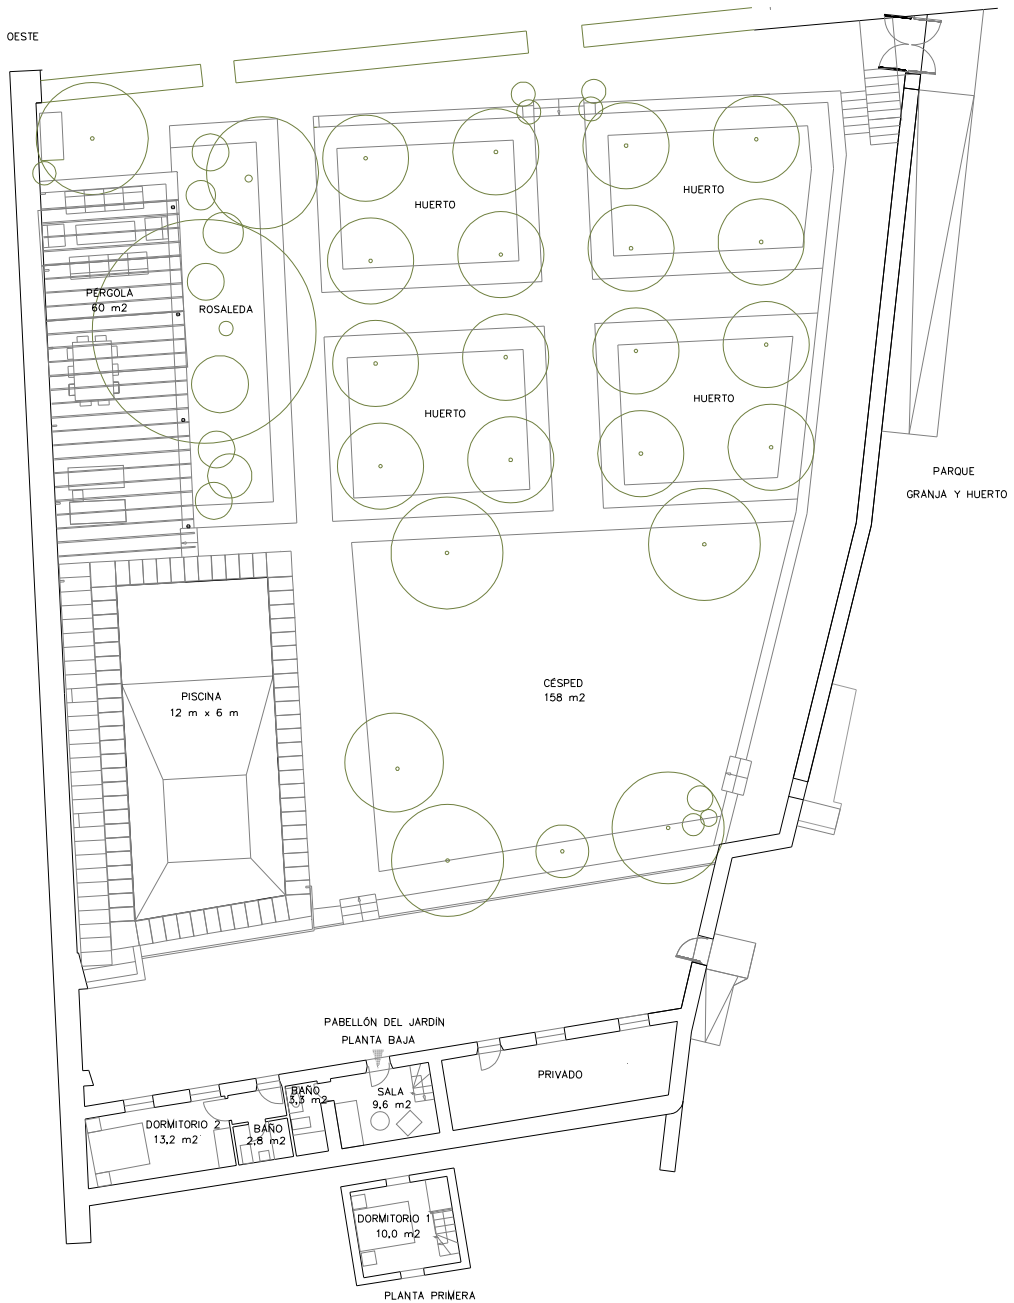 OESTE
HUERTO
HUERTO
PÉRGOLA
60 m2
ROSALEDA
HUERTO
HUERTO
PARQUE
GRANJA Y HUERTO
CÉSPED
158 m2
PISCINA
12 m x 6 m
PABELLÓN DEL JARDÍN
PLANTA BAJA
PRIVADO
BAÑO
3,3 m2
SALA
9,6 m2
DORMITORIO 2
13,2 m2
BAÑO
2,8 m2
DORMITORIO 1
10,0 m2
PLANTA PRIMERA